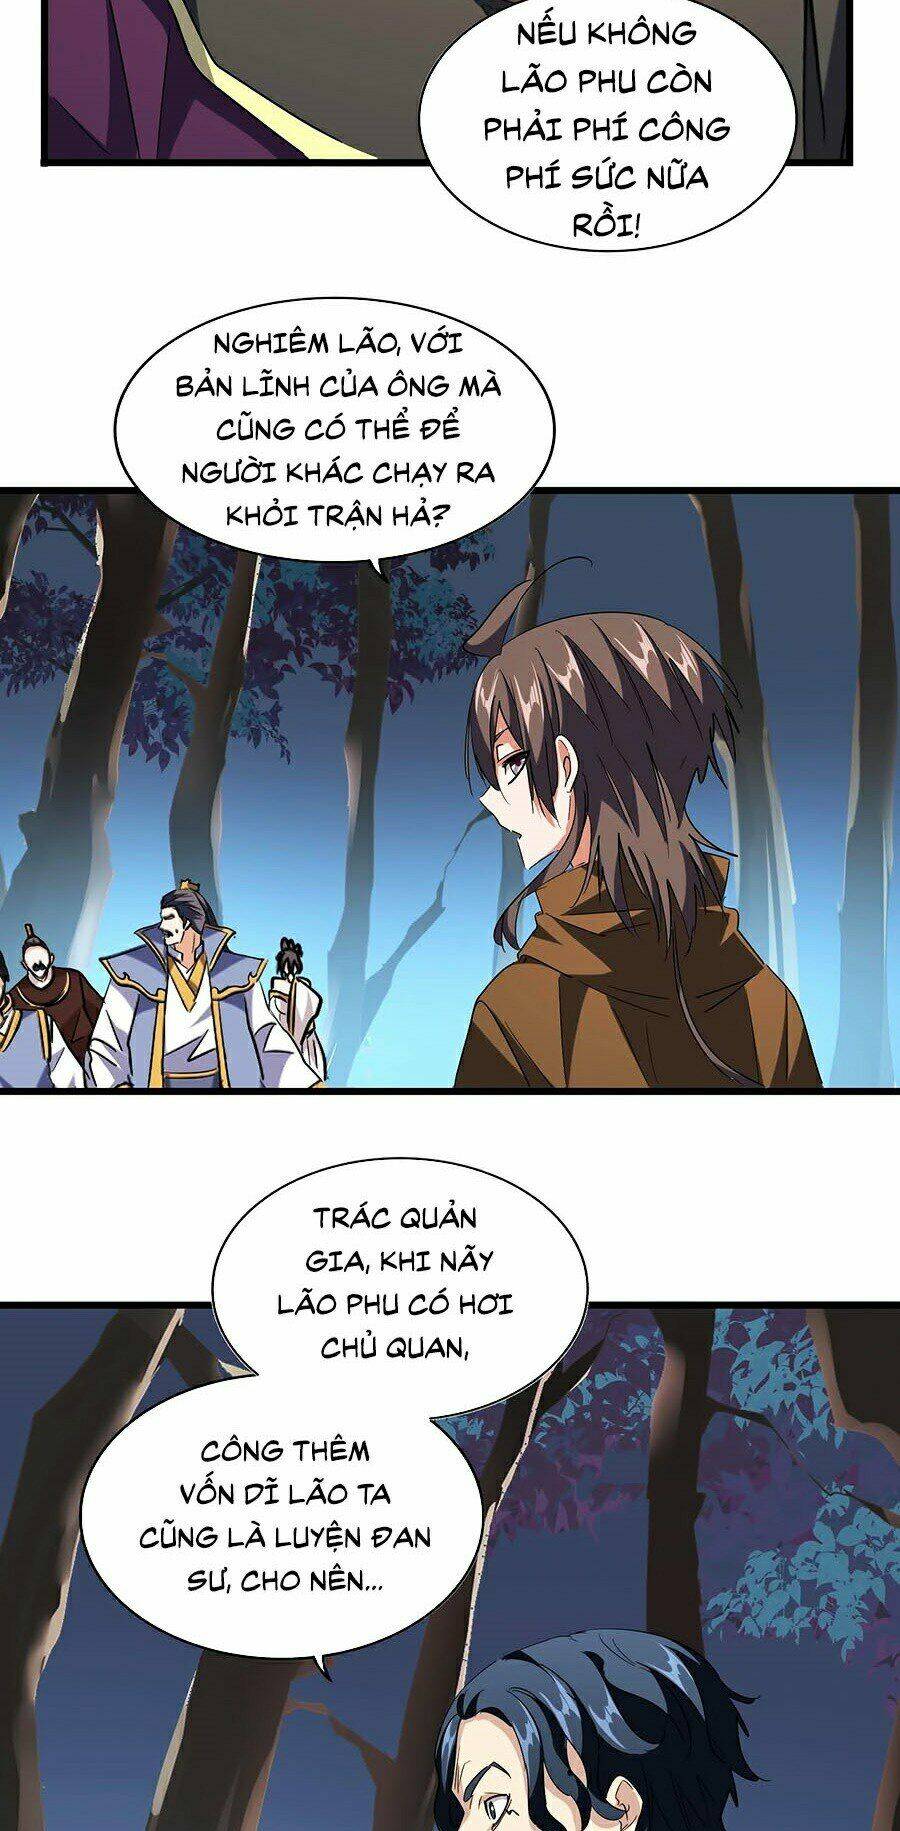 NẾU KHÔNG
LÃO PHU CÒN
PHẢI PHÍ CÔNG
PHÍ SỨC NỮA
RỒI!
NGHIÊM LÃO, VỚI
BẢN LĨNH CỦA ÔNG MÀ
CŨNG CÓ THỂ ĐỂ
NGƯỜI KHÁC CHẠY RA
KHỎI TRẬN HẢ?
TRÁC QUẢN
GIA, KHI NÃY
LÃO PHU CÓ HƠI
CHỦ QUAN,
CÔNG THÊM
VỐN DĨ LÃO TA
CŨNG LÀ LUYỆN ĐAN
SƯ, CHO NÊN...